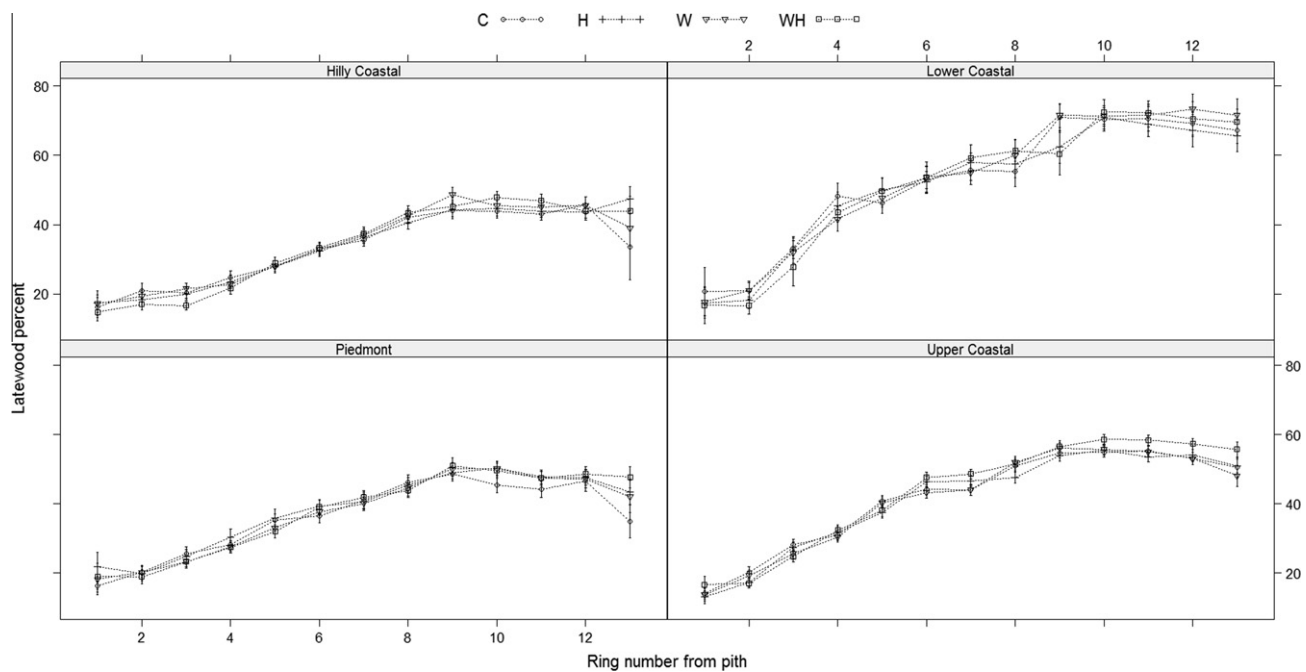 C H W WH
2 4 6 8 10 12
Hilly Coastal Lower Coastal
80
60
40
20
Piedmont Upper Coastal
80
60
40
20
Latewood percent
2 4 6 8 10 12
Ring number from pith